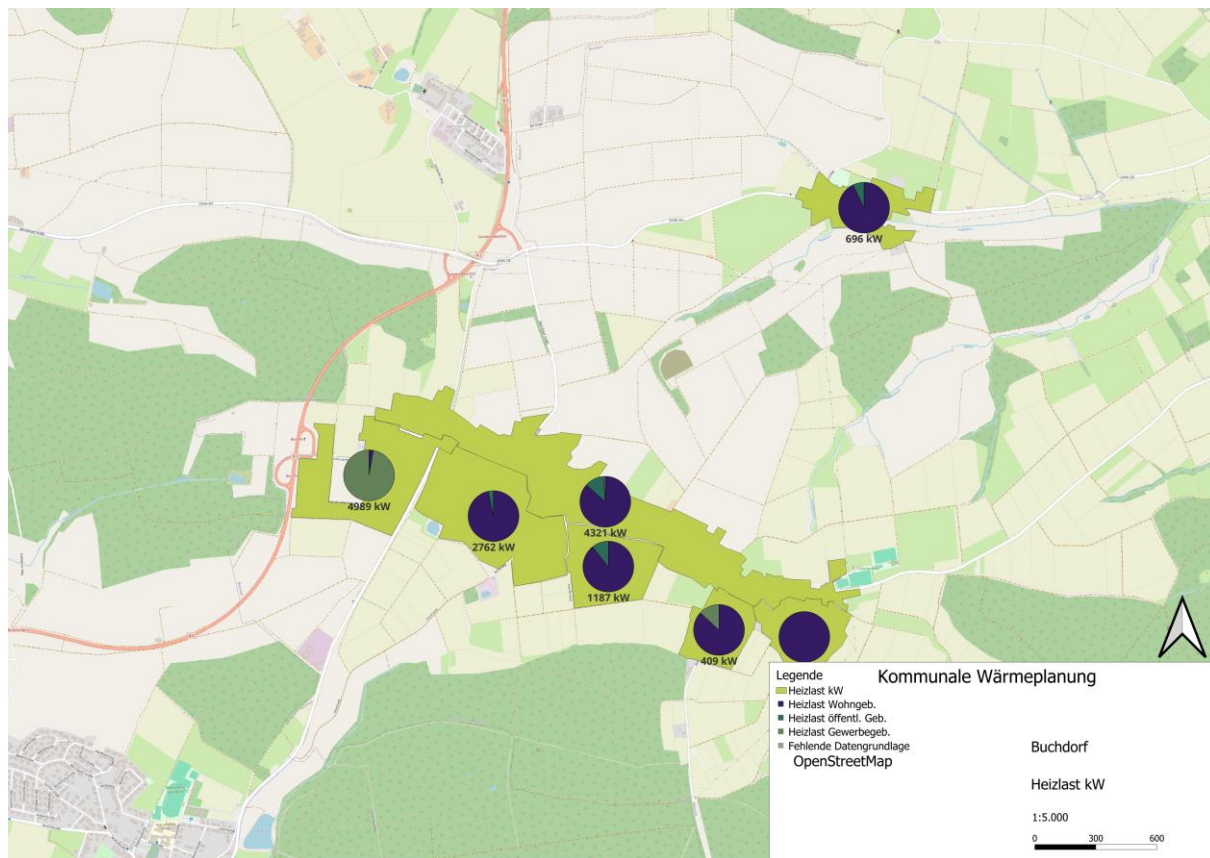 696 kW
4989 kW
2762 kW
4321 kW
1187 kW
409 kW
Legende
Heizlast kW
Heizlast Wohngeb.
Heizlast öffentl. Geb.
Heizlast Gewerbegeb.
Fehlende Datengrundlage
OpenStreetMap
Kommunale Wärmeplanung
Buchdorf
Heizlast kW
1:5.000
0 300 600